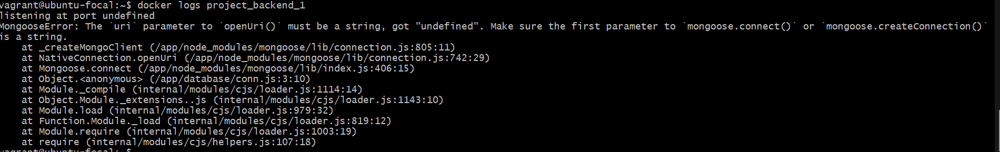 vagrant@ubuntu-focal:~$ docker logs project_backend_1
listening at port undefined
MongooseError: The `uri` parameter to `openUri()` must be a string, got "undefined". Make sure the first parameter to `mongoose.connect()` or `mongoose.createConnection()`
is a string.
    at _createMongoClient (/app/node_modules/mongoose/lib/connection.js:805:11)
    at NativeConnection.openUri (/app/node_modules/mongoose/lib/connection.js:742:29)
    at Mongoose.connect (/app/node_modules/mongoose/lib/index.js:406:15)
    at Object.<anonymous> (/app/database/conn.js:3:10)
    at Module._compile (internal/modules/cjs/loader.js:1114:14)
    at Object.Module._extensions..js (internal/modules/cjs/loader.js:1143:10)
    at Module.load (internal/modules/cjs/loader.js:979:32)
    at Function.Module._load (internal/modules/cjs/loader.js:819:12)
    at Module.require (internal/modules/cjs/loader.js:1003:19)
    at require (internal/modules/cjs/helpers.js:107:18)
vagrant@ubuntu-focal:~$